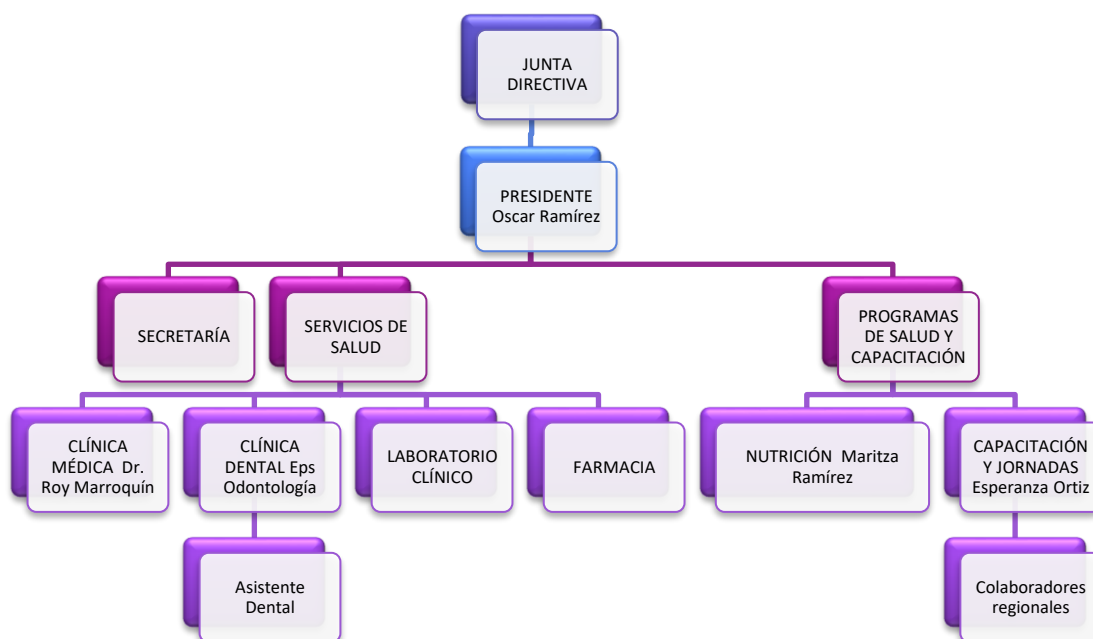 JUNTA
DIRECTIVA
PRESIDENTE
Oscar Ramírez
SECRETARÍA
SERVICIOS DE
SALUD
PROGRAMAS
DE SALUD Y
CAPACITACIÓN
CLÍNICA
MÉDICA Dr.
Roy Marroquín
CLÍNICA
DENTAL Eps
Odontología
LABORATORIO
CLÍNICO
FARMACIA
NUTRICIÓN Maritza
Ramírez
CAPACITACIÓN
Y JORNADAS
Esperanza Ortiz
Asistente
Dental
Colaboradores
regionales